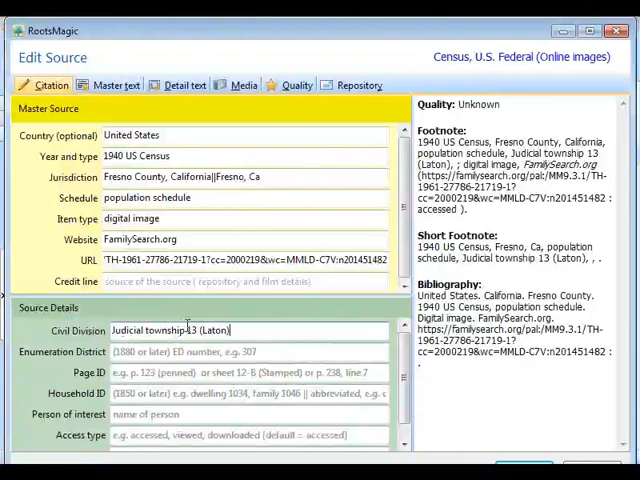 RootsMagic
Edit Source
Census, U.S. Federal (Online images)
Citation Master text Detail text Media Quality Repository
Master Source
Country (optional) United States
Year and type 1940 US Census
Jurisdiction Fresno County, California||Fresno, Ca
Schedule population schedule
Item type digital image
Website FamilySearch.org
URL 'TH-1961-27786-21719-1?cc=2000219&wc=MMLD-C7V:n201451482
Credit line source of the source ( repository and film details)
Source Details
Civil Division Judicial township 13 (Laton)
Enumeration District (1880 or later) ED number, e.g. 307
Page ID e.g. p. 123 (penned) or sheet 12-B (Stamped) or p. 238, line 7
Household ID (1850 or later) e.g. dwelling 1034, family 1046 || abbreviated, e.g. c
Person of interest name of person
Access type e.g. accessed, viewed, downloaded [default = accessed]
Quality: Unknown
Footnote:
1940 US Census, Fresno County, California,
population schedule, Judicial township 13
(Laton), ; digital image, FamilySearch.org
(https://familysearch.org/pal:/MM9.3.1/TH-
1961-27786-21719-1?
cc=2000219&wc=MMLD-C7V:n201451482 :
accessed ).
Short Footnote:
1940 US Census, Fresno, Ca, population
schedule, Judicial township 13 (Laton), , .
Bibliography:
United States. California. Fresno County.
1940 US Census, population schedule.
Digital image. FamilySearch.org.
https://familysearch.org/pal:/MM9.3.1/TH-
1961-27786-21719-1?
cc=2000219&wc=MMLD-C7V:n201451482 :
.